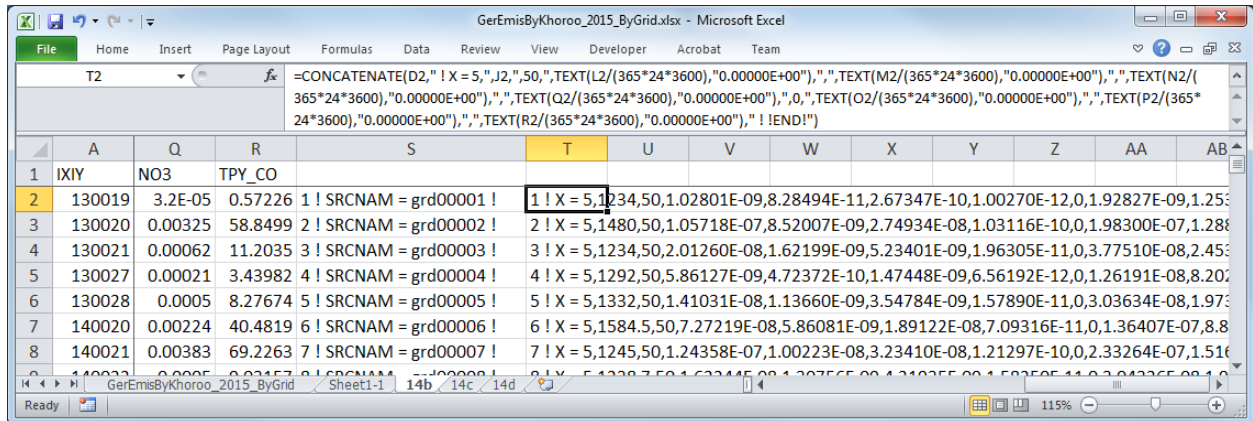 GerEmisByKhoroo_2015_ByGrid.xlsx - Microsoft Excel
File Home Insert Page Layout Formulas Data Review View Developer Acrobat Team
T2 fx =CONCATENATE(D2," ! X = 5,",J2,",50,",TEXT(L2/(365*24*3600),"0.00000E+00"),",",TEXT(M2/(365*24*3600),"0.00000E+00"),",",TEXT(N2/(
365*24*3600),"0.00000E+00"),",",TEXT(Q2/(365*24*3600),"0.00000E+00"),",0,",TEXT(O2/(365*24*3600),"0.00000E+00"),",",TEXT(P2/(365*
24*3600),"0.00000E+00"),",",TEXT(R2/(365*24*3600),"0.00000E+00")," ! !END!")
A Q R S T U V W X Y Z AA AB
1 IXIY NO3 TPY_CO
2 130019 3.2E-05 0.57226 1 ! SRCNAM = grd00001 ! 1 ! X = 5,1234,50,1.02801E-09,8.28494E-11,2.67347E-10,1.00270E-12,0,1.92827E-09,1.253
3 130020 0.00325 58.8499 2 ! SRCNAM = grd00002 ! 2 ! X = 5,1480,50,1.05718E-07,8.52007E-09,2.74934E-08,1.03116E-10,0,1.98300E-07,1.288
4 130021 0.00062 11.2035 3 ! SRCNAM = grd00003 ! 3 ! X = 5,1234,50,2.01260E-08,1.62199E-09,5.23401E-09,1.96305E-11,0,3.77510E-08,2.453
5 130027 0.00021 3.43982 4 ! SRCNAM = grd00004 ! 4 ! X = 5,1292,50,5.86127E-09,4.72372E-10,1.47448E-09,6.56192E-12,0,1.26191E-08,8.202
6 130028 0.0005 8.27674 5 ! SRCNAM = grd00005 ! 5 ! X = 5,1332,50,1.41031E-08,1.13660E-09,3.54784E-09,1.57890E-11,0,3.03634E-08,1.973
7 140020 0.00224 40.4819 6 ! SRCNAM = grd00006 ! 6 ! X = 5,1584.5,50,7.27219E-08,5.86081E-09,1.89122E-08,7.09316E-11,0,1.36407E-07,8.8
8 140021 0.00383 69.2263 7 ! SRCNAM = grd00007 ! 7 ! X = 5,1245,50,1.24358E-07,1.00223E-08,3.23410E-08,1.21297E-10,0,2.33264E-07,1.516
GerEmisByKhoroo_2015_ByGrid Sheet1-1 14b 14c 14d
Ready 115%